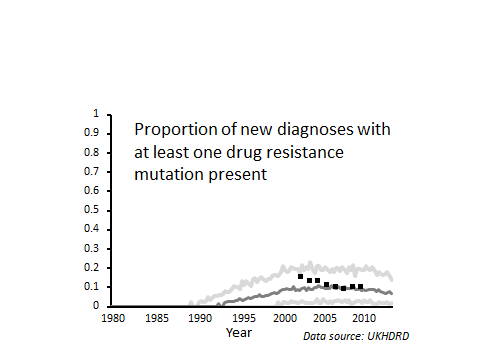 Proportion of new diagnoses with
at least one drug resistance
mutation present
1
0.9
0.8
0.7
0.6
0.5
0.4
0.3
0.2
0.1
0
1980 1985 1990 1995 2000 2005 2010
Year
Data source: UKHDRD